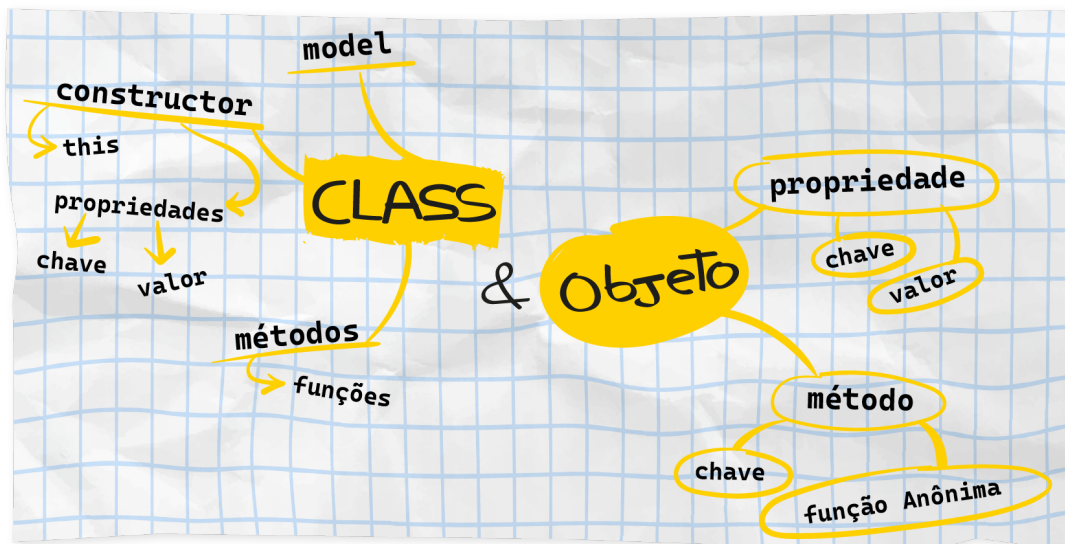 model
constructor
this
propriedades
chave
valor
CLASS
métodos
funções
&
Objeto
propriedade
chave
valor
método
chave
função Anônima